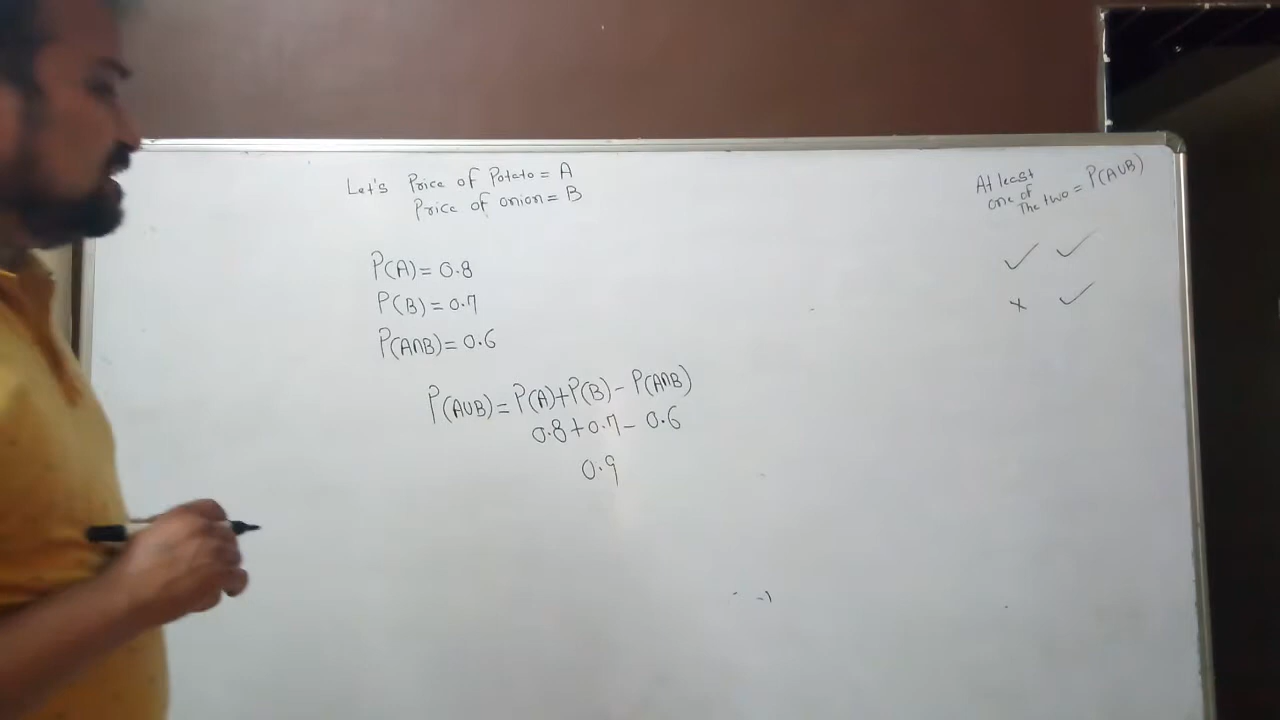 Let's Price of Potato = A
Price of onion = B
P(A) = 0.8
P(B) = 0.7
P(A∩B) = 0.6
P(A∪B) = P(A) + P(B) - P(A∩B)
0.8 + 0.7 - 0.6
0.9
At least
one of
The two = P(A∪B)
✓ ✓
× ✓